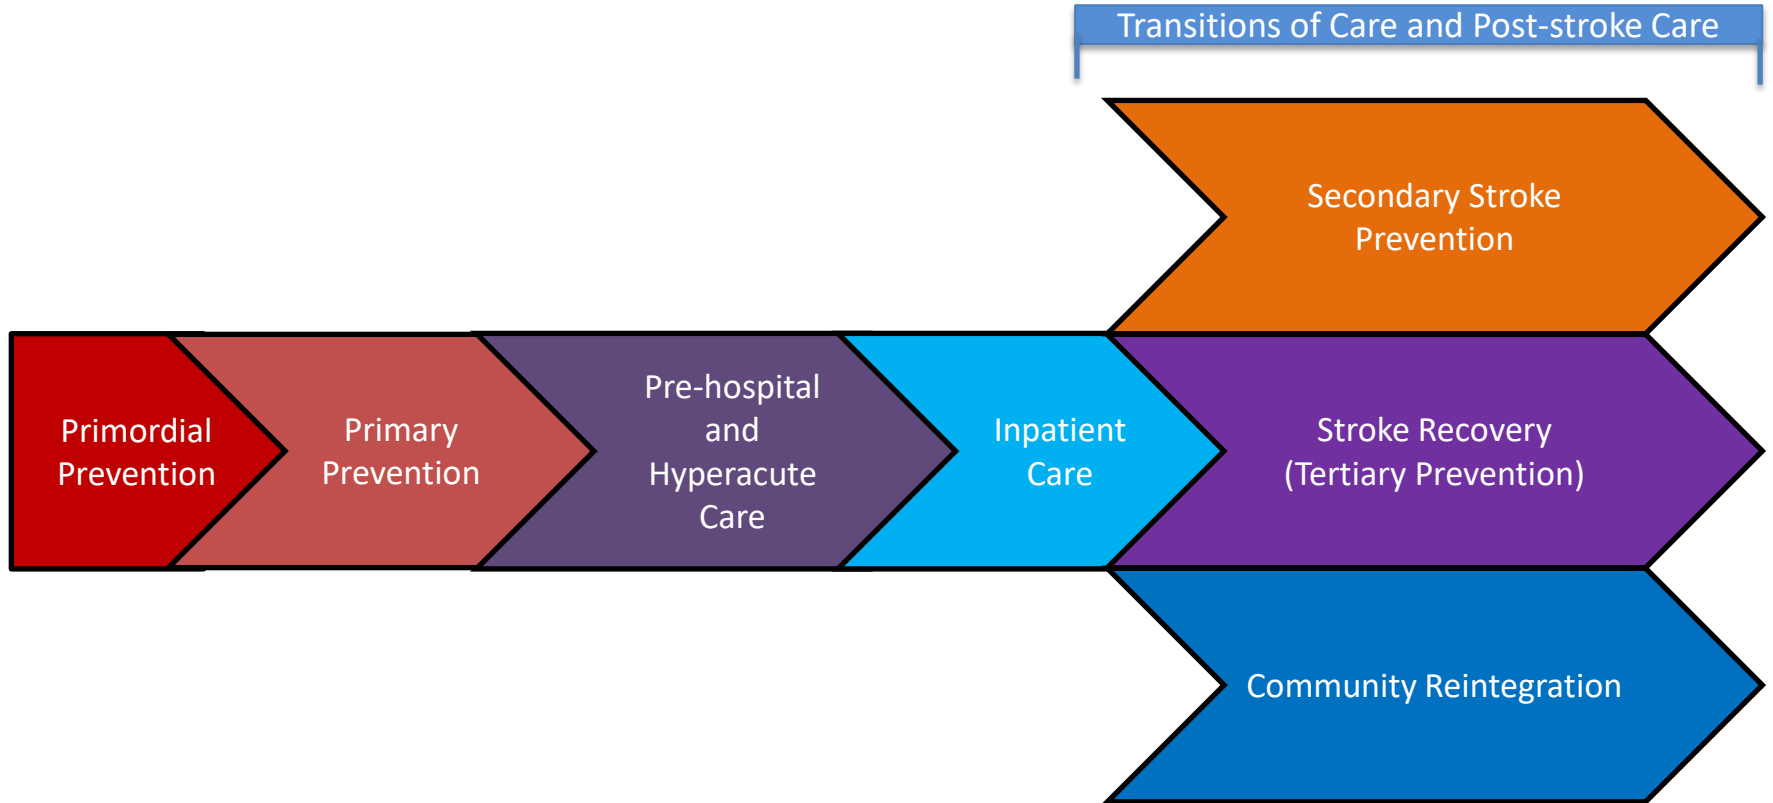 Transitions of Care and Post-stroke Care
Secondary Stroke
Prevention
Primordial
Prevention
Primary
Prevention
Pre-hospital
and
Hyperacute
Care
Inpatient
Care
Stroke Recovery
(Tertiary Prevention)
Community Reintegration